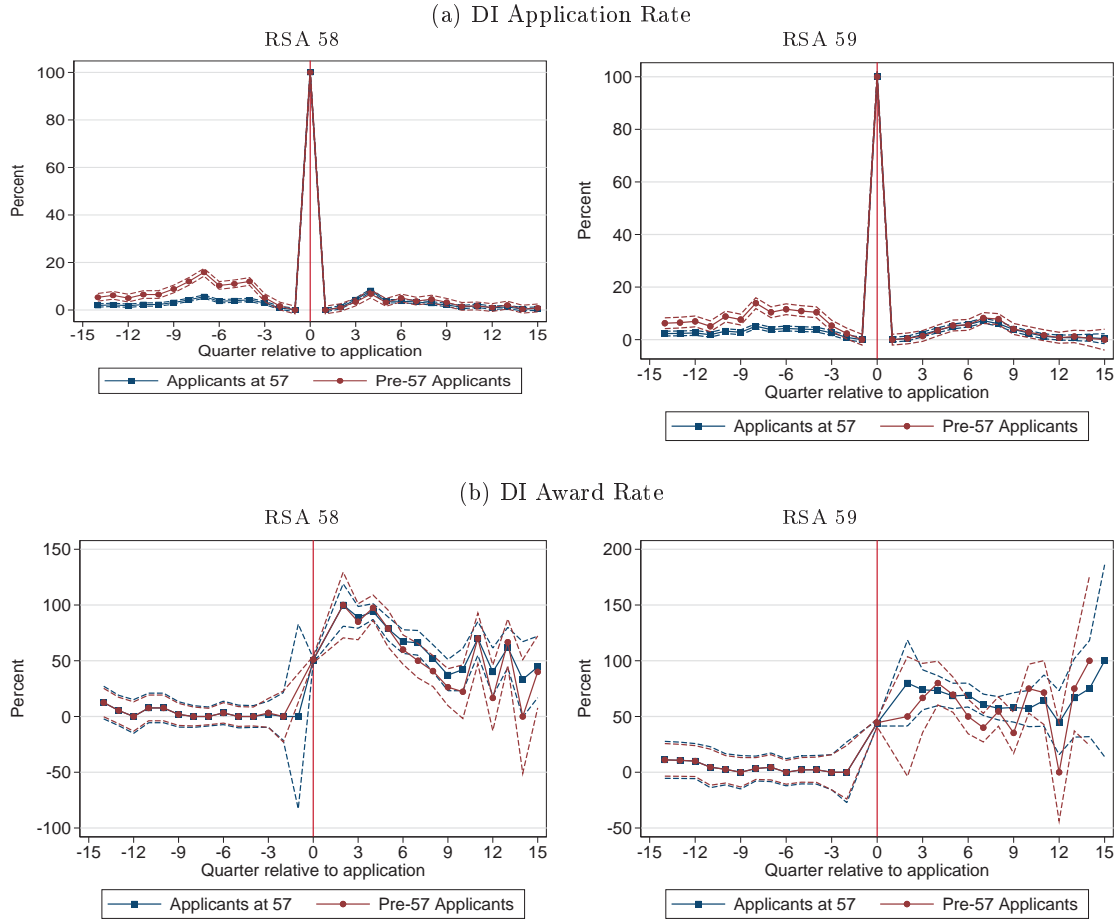 (a) DI Application Rate
RSA 58
RSA 59
100
80
60
40
20
0
Percent
-15 -12 -9 -6 -3 0 3 6 9 12 15
Quarter relative to application
Applicants at 57 Pre-57 Applicants
100
80
60
40
20
0
Percent
-15 -12 -9 -6 -3 0 3 6 9 12 15
Quarter relative to application
Applicants at 57 Pre-57 Applicants
(b) DI Award Rate
RSA 58
RSA 59
150
100
50
0
-50
-100
Percent
-15 -12 -9 -6 -3 0 3 6 9 12 15
Quarter relative to application
Applicants at 57 Pre-57 Applicants
200
150
100
50
0
-50
Percent
-15 -12 -9 -6 -3 0 3 6 9 12 15
Quarter relative to application
Applicants at 57 Pre-57 Applicants